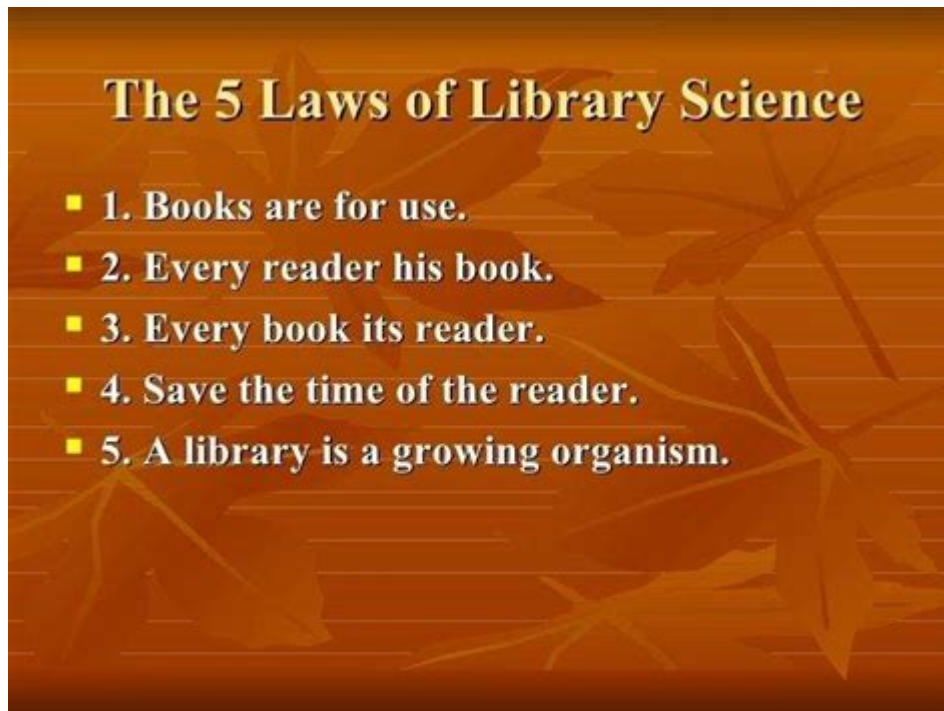 The 5 Laws of Library Science
1. Books are for use.
2. Every reader his book.
3. Every book its reader.
4. Save the time of the reader.
5. A library is a growing organism.